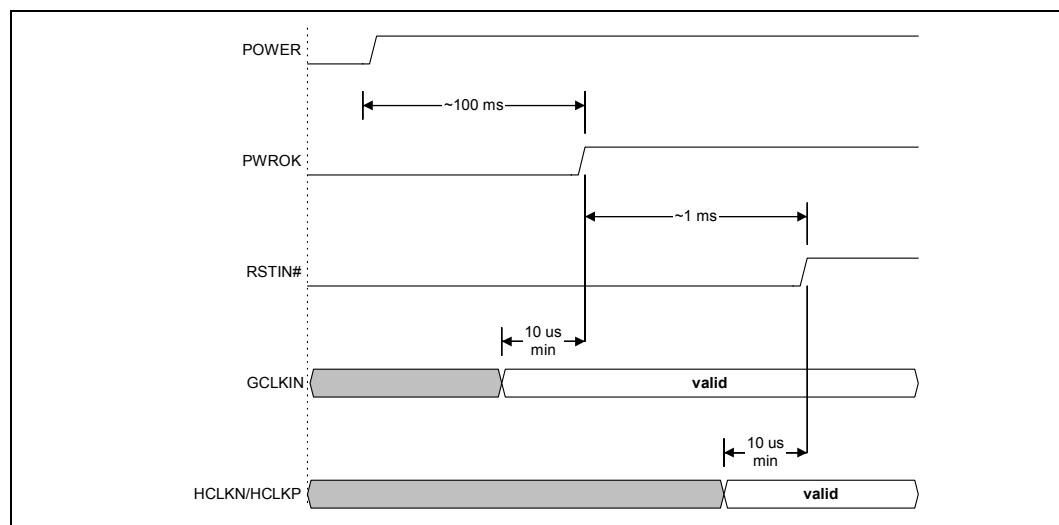 POWER
~100 ms
PWROK
~1 ms
RSTIN#
10 us
min
GCLKIN
valid
10 us
min
HCLKN/HCLKP
valid